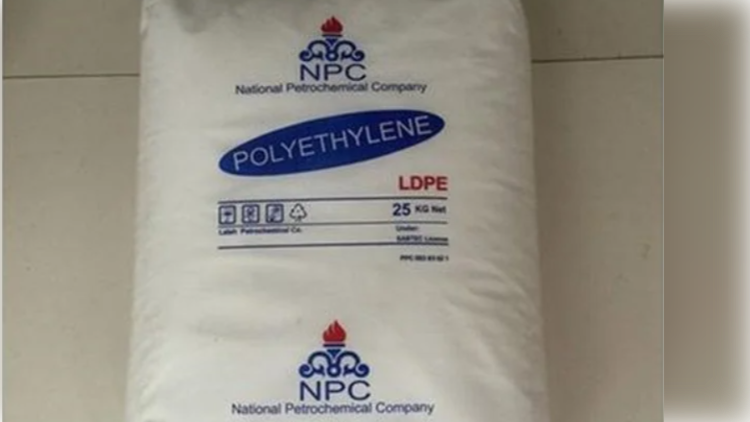 NPC
National Petrochemical Company
POLYETHYLENE
LDPE
25 KG Net
Laleh Petrochemical Co.
Under
SABTEC License
NPC
National Petrochemical Company